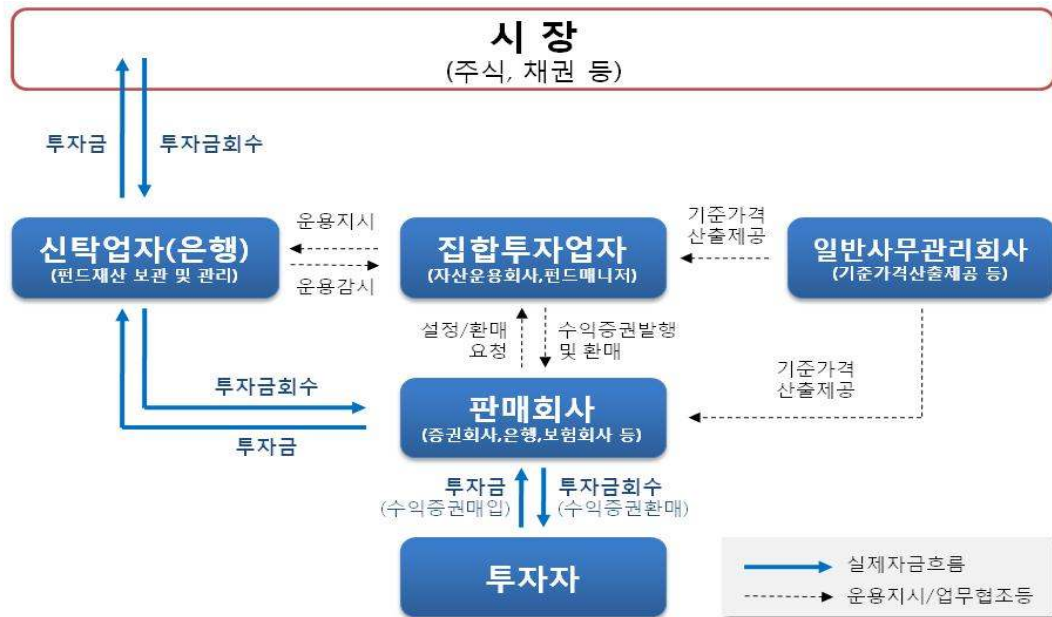 시 장
(주식, 채권 등)
투자금
투자금회수
신탁업자(은행)
(펀드재산 보관 및 관리)
운용지시
운용감시
집합투자업자
(자산운용회사,펀드매니저)
기준가격
산출제공
일반사무관리회사
(기준가격산출제공 등)
설정/환매
요청
수익증권발행
및 환매
기준가격
산출제공
투자금회수
투자금
판매회사
(증권회사,은행,보험회사 등)
투자금
(수익증권매입)
투자금회수
(수익증권환매)
투자자
실제자금흐름
운용지시/업무협조등